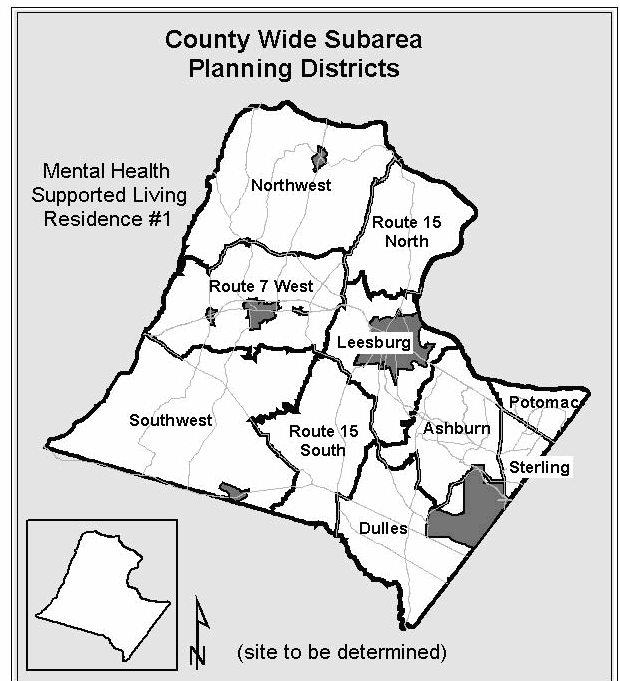 County Wide Subarea
Planning Districts
Mental Health
Supported Living
Residence #1
Northwest
Route 15
North
Route 7 West
Leesburg
Potomac
Southwest
Route 15
South
Ashburn
Sterling
Dulles
N
(site to be determined)